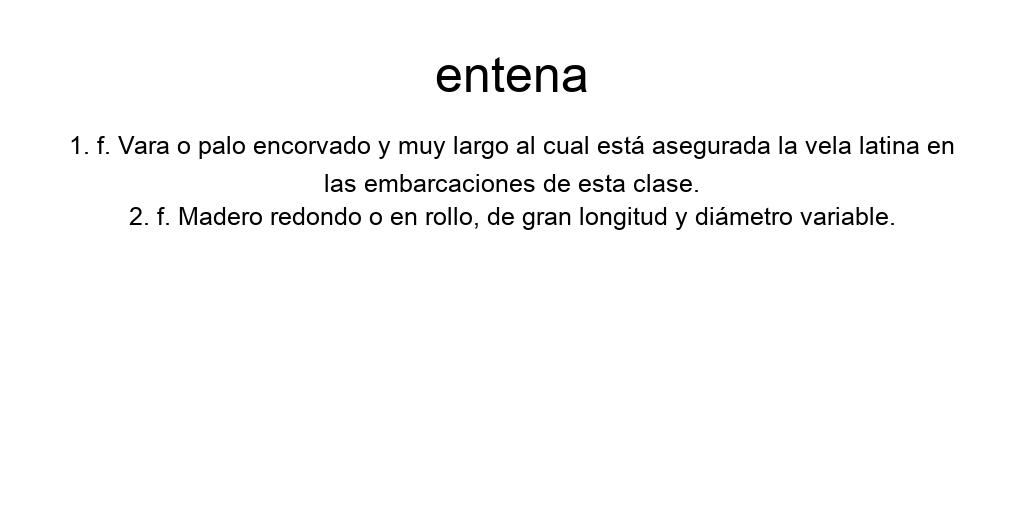 entena
1. f. Vara o palo encorvado y muy largo al cual está asegurada la vela latina en
las embarcaciones de esta clase.
2. f. Madero redondo o en rollo, de gran longitud y diámetro variable.